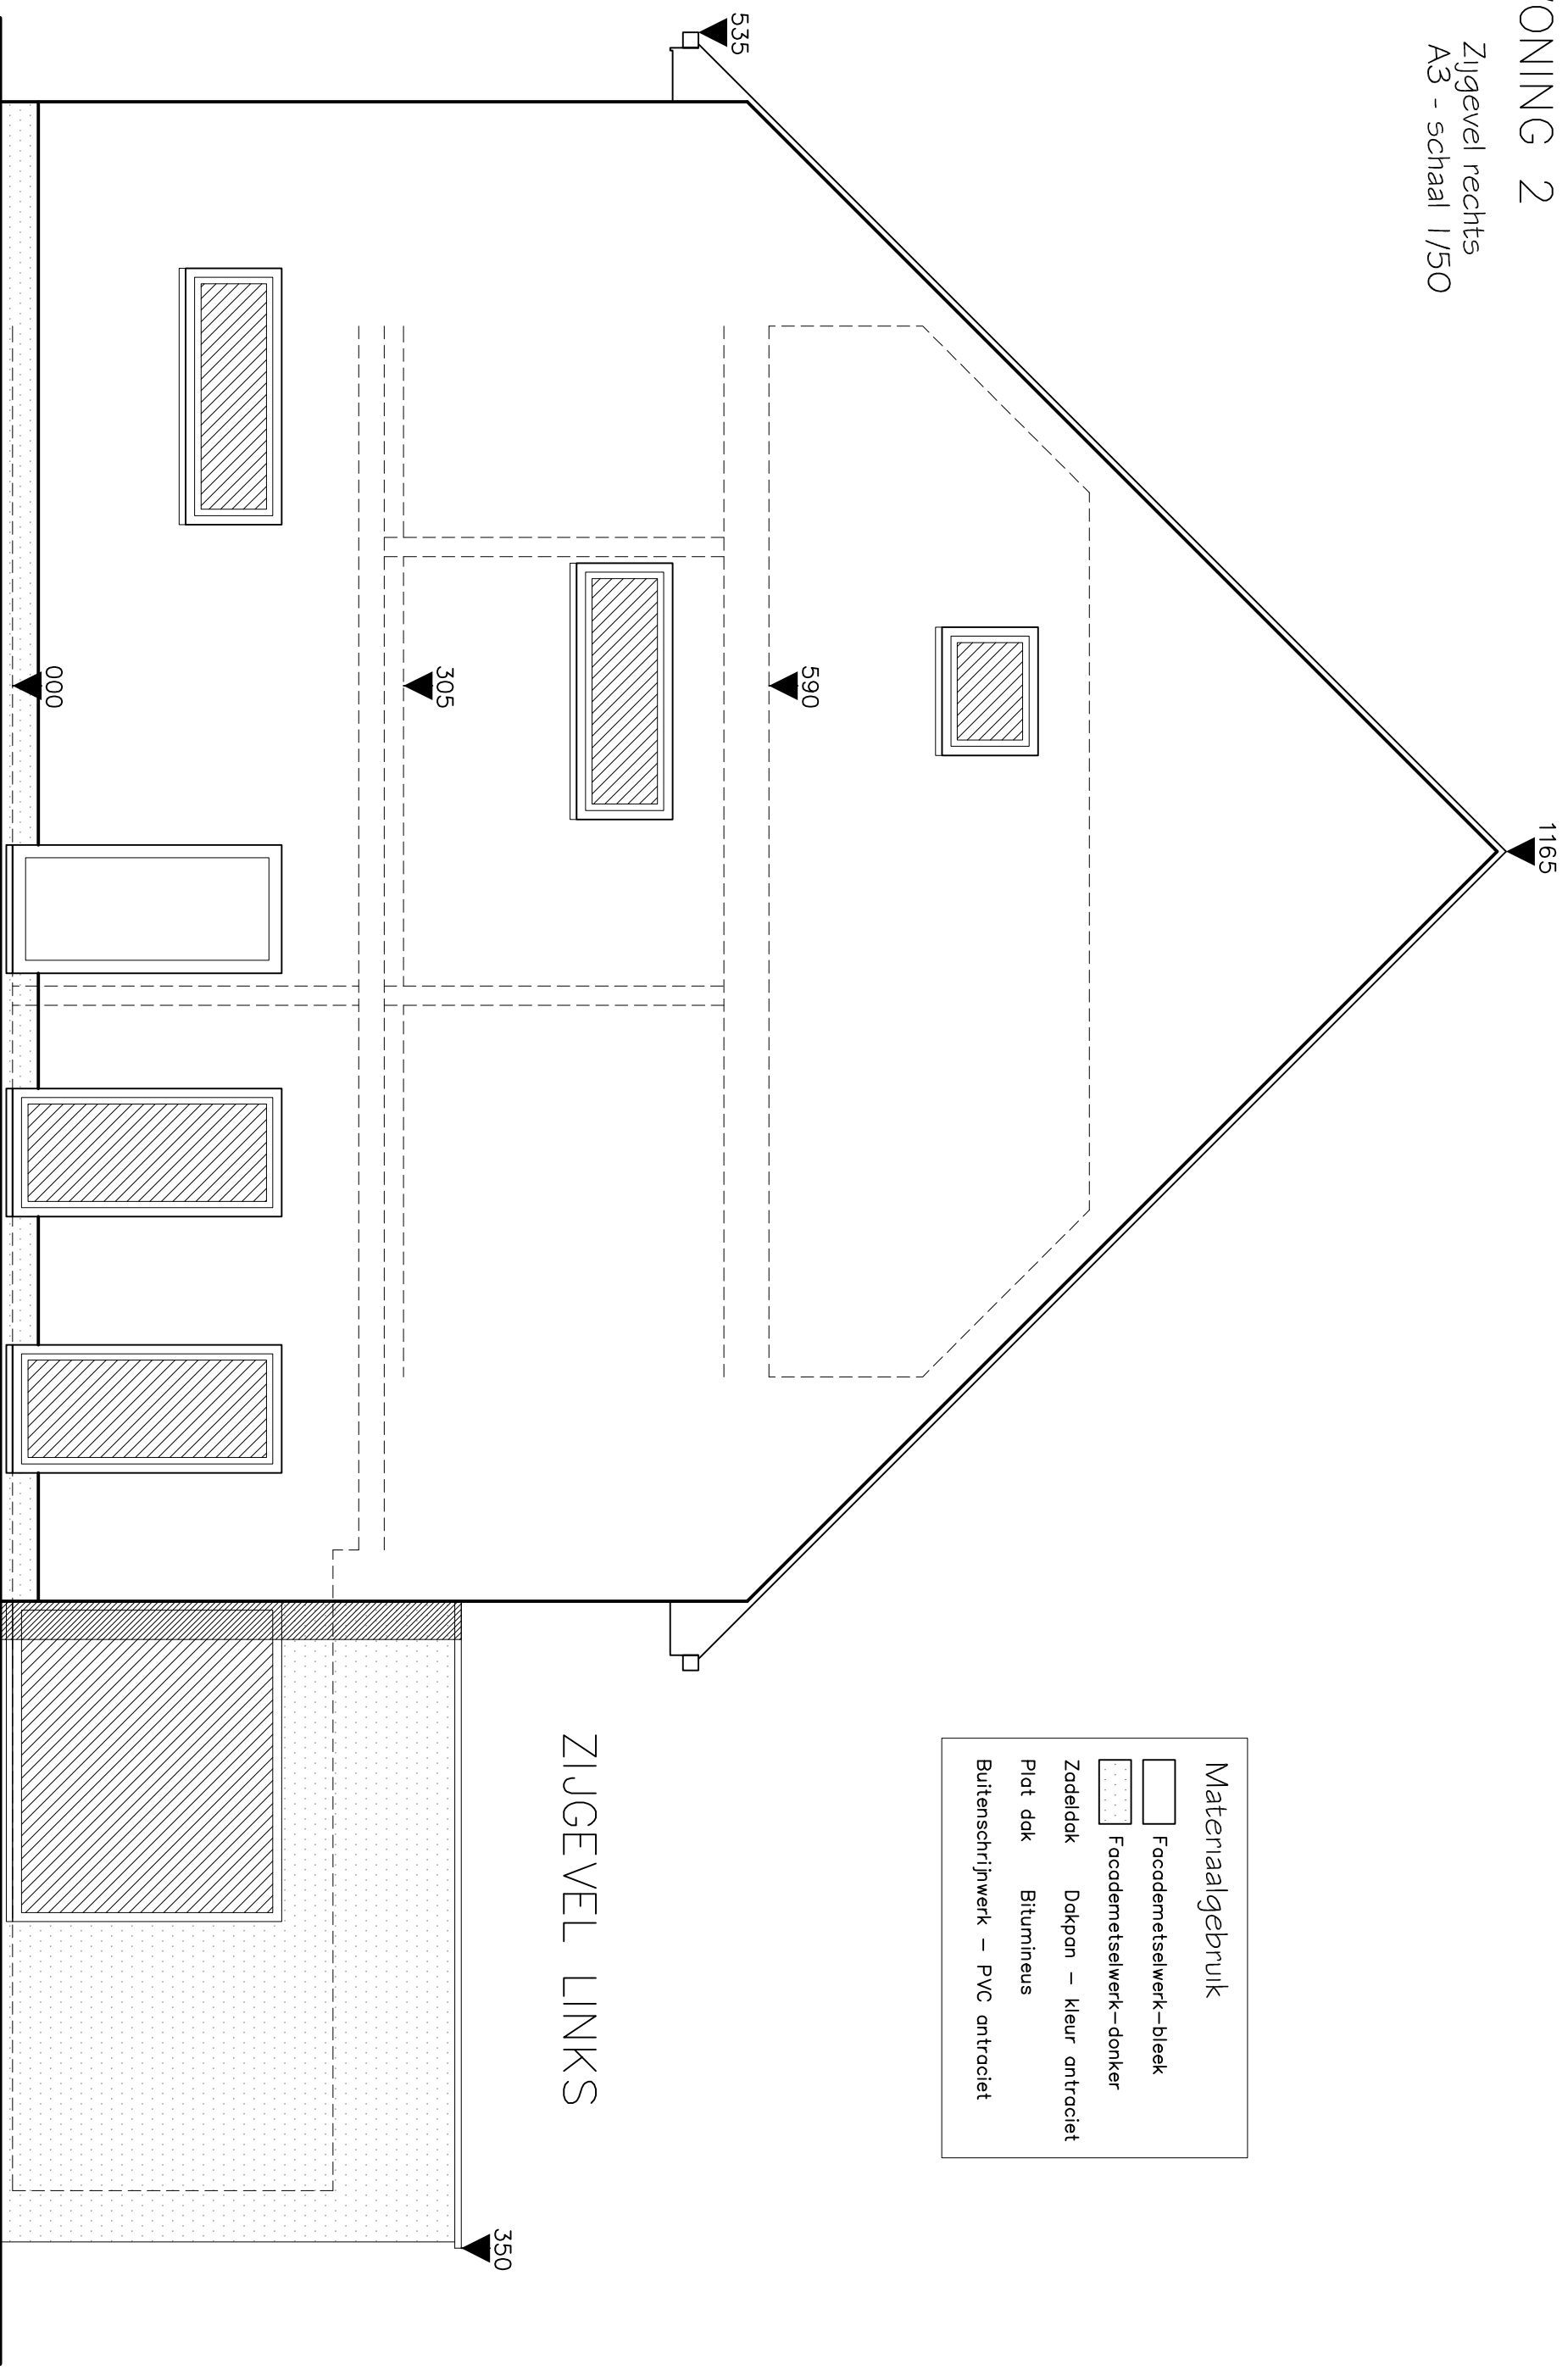 ONING 2
Zijgevel rechts
A3 - schaal 1/50
1165
535
590
305
000
350
Materiaalgebruik
Facademetselwerk-bleek
Facademetselwerk-donker
Zadeldak Dakpan - kleur antraciet
Plat dak Bitumineus
Buitenschrijnwerk - PVC antraciet
ZIJGEVEL LINKS